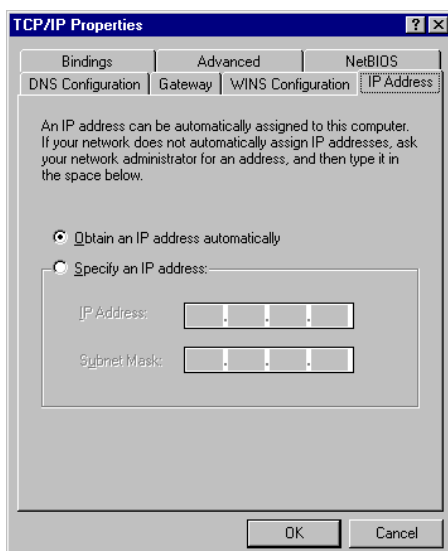 TCP/IP Properties
? X
Bindings Advanced NetBIOS
DNS Configuration Gateway WINS Configuration IP Address
An IP address can be automatically assigned to this computer.
If your network does not automatically assign IP addresses, ask
your network administrator for an address, and then type it in
the space below.
Obtain an IP address automatically
Specify an IP address:
IP Address:
. . .
Subnet Mask:
. . .
OK Cancel